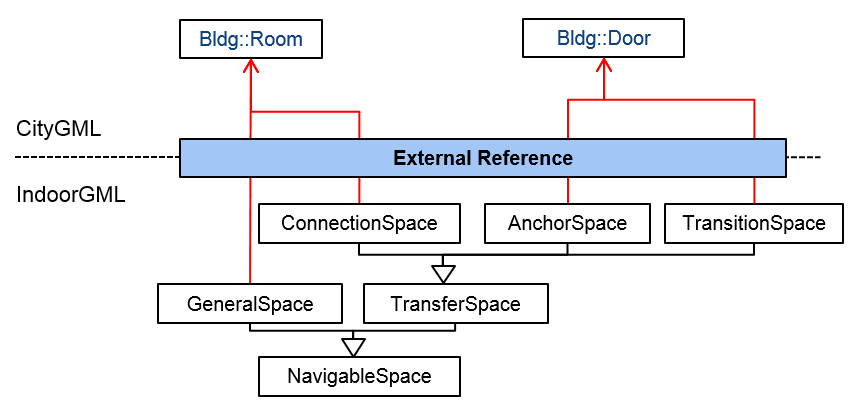 Bldg::Room
Bldg::Door
CityGML
External Reference
IndoorGML
ConnectionSpace
AnchorSpace
TransitionSpace
GeneralSpace
TransferSpace
NavigableSpace